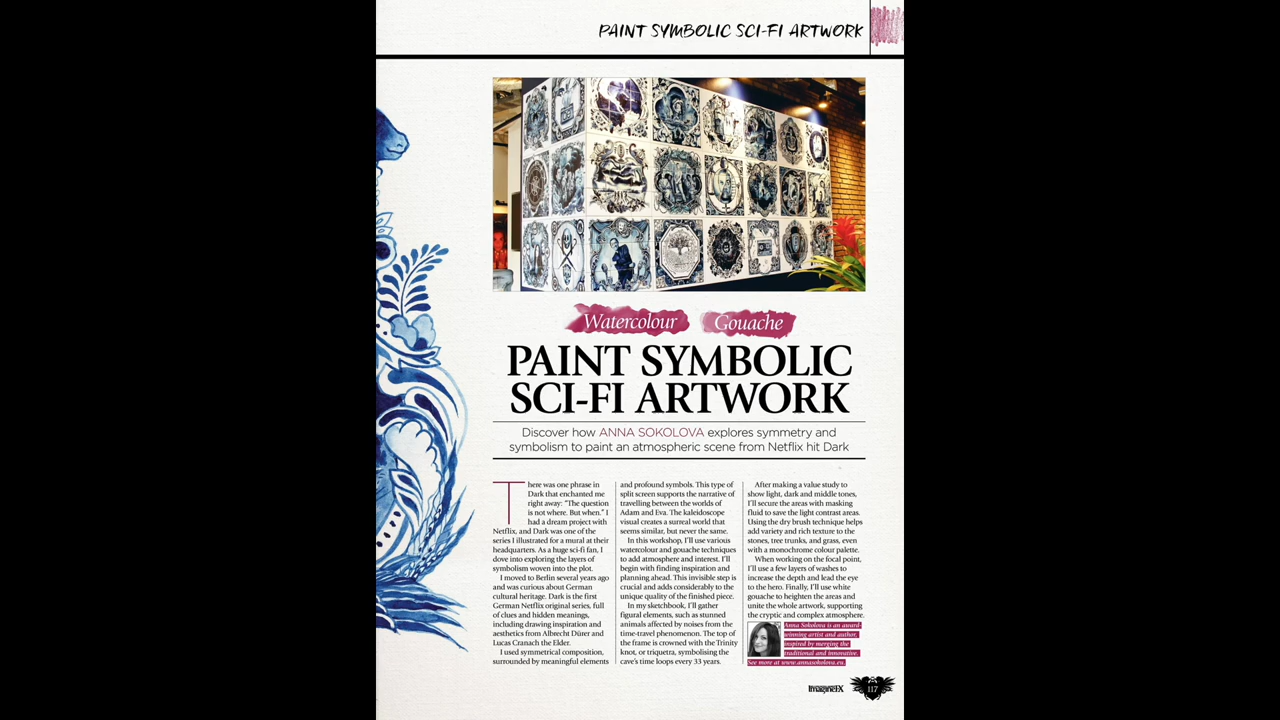 PAINT SYMBOLIC SCI-FI ARTWORK
Watercolour Gouache
PAINT SYMBOLIC
SCI-FI ARTWORK
Discover how ANNA SOKOLOVA explores symmetry and
symbolism to paint an atmospheric scene from Netflix hit Dark
There was one phrase in
Dark that enchanted me
right away: “The question
is not where. But when.” I
had a dream project with
Netflix, and Dark was one of the
series I illustrated for a mural at their
headquarters. As a huge sci-fi fan, I
dove into exploring the layers of
symbolism woven into the plot.
I moved to Berlin several years ago
and was curious about German
cultural heritage. Dark is the first
German Netflix original series, full
of clues and hidden meanings,
including drawing inspiration and
aesthetics from Albrecht Dürer and
Lucas Cranach the Elder.
I used symmetrical composition,
surrounded by meaningful elements
and profound symbols. This type of
split screen supports the narrative of
travelling between the worlds of
Adam and Eva. The kaleidoscope
visual creates a surreal world that
seems similar, but never the same.
In this workshop, I’ll use various
watercolour and gouache techniques
to add atmosphere and interest. I’ll
begin with finding inspiration and
planning ahead. This invisible step is
crucial and adds considerably to the
unique quality of the finished piece.
In my sketchbook, I’ll gather
figural elements, such as stunned
animals affected by noises from the
time-travel phenomenon. The top of
the frame is crowned with the Trinity
knot, or triquetra, symbolising the
cave’s time loops every 33 years.
After making a value study to
show light, dark and middle tones,
I’ll secure the areas with masking
fluid to save the light contrast areas.
Using the dry brush technique helps
add variety and rich texture to the
stones, tree trunks, and grass, even
with a monochrome colour palette.
When working on the focal point,
I’ll use a few layers of washes to
increase the depth and lead the eye
to the hero. Finally, I’ll use white
gouache to heighten the areas and
unite the whole artwork, supporting
the cryptic and complex atmosphere.
Anna Sokolova is an award-
winning artist and author,
inspired by merging the
traditional and innovative.
See more at www.annasokolova.eu.
ImagineFX 117